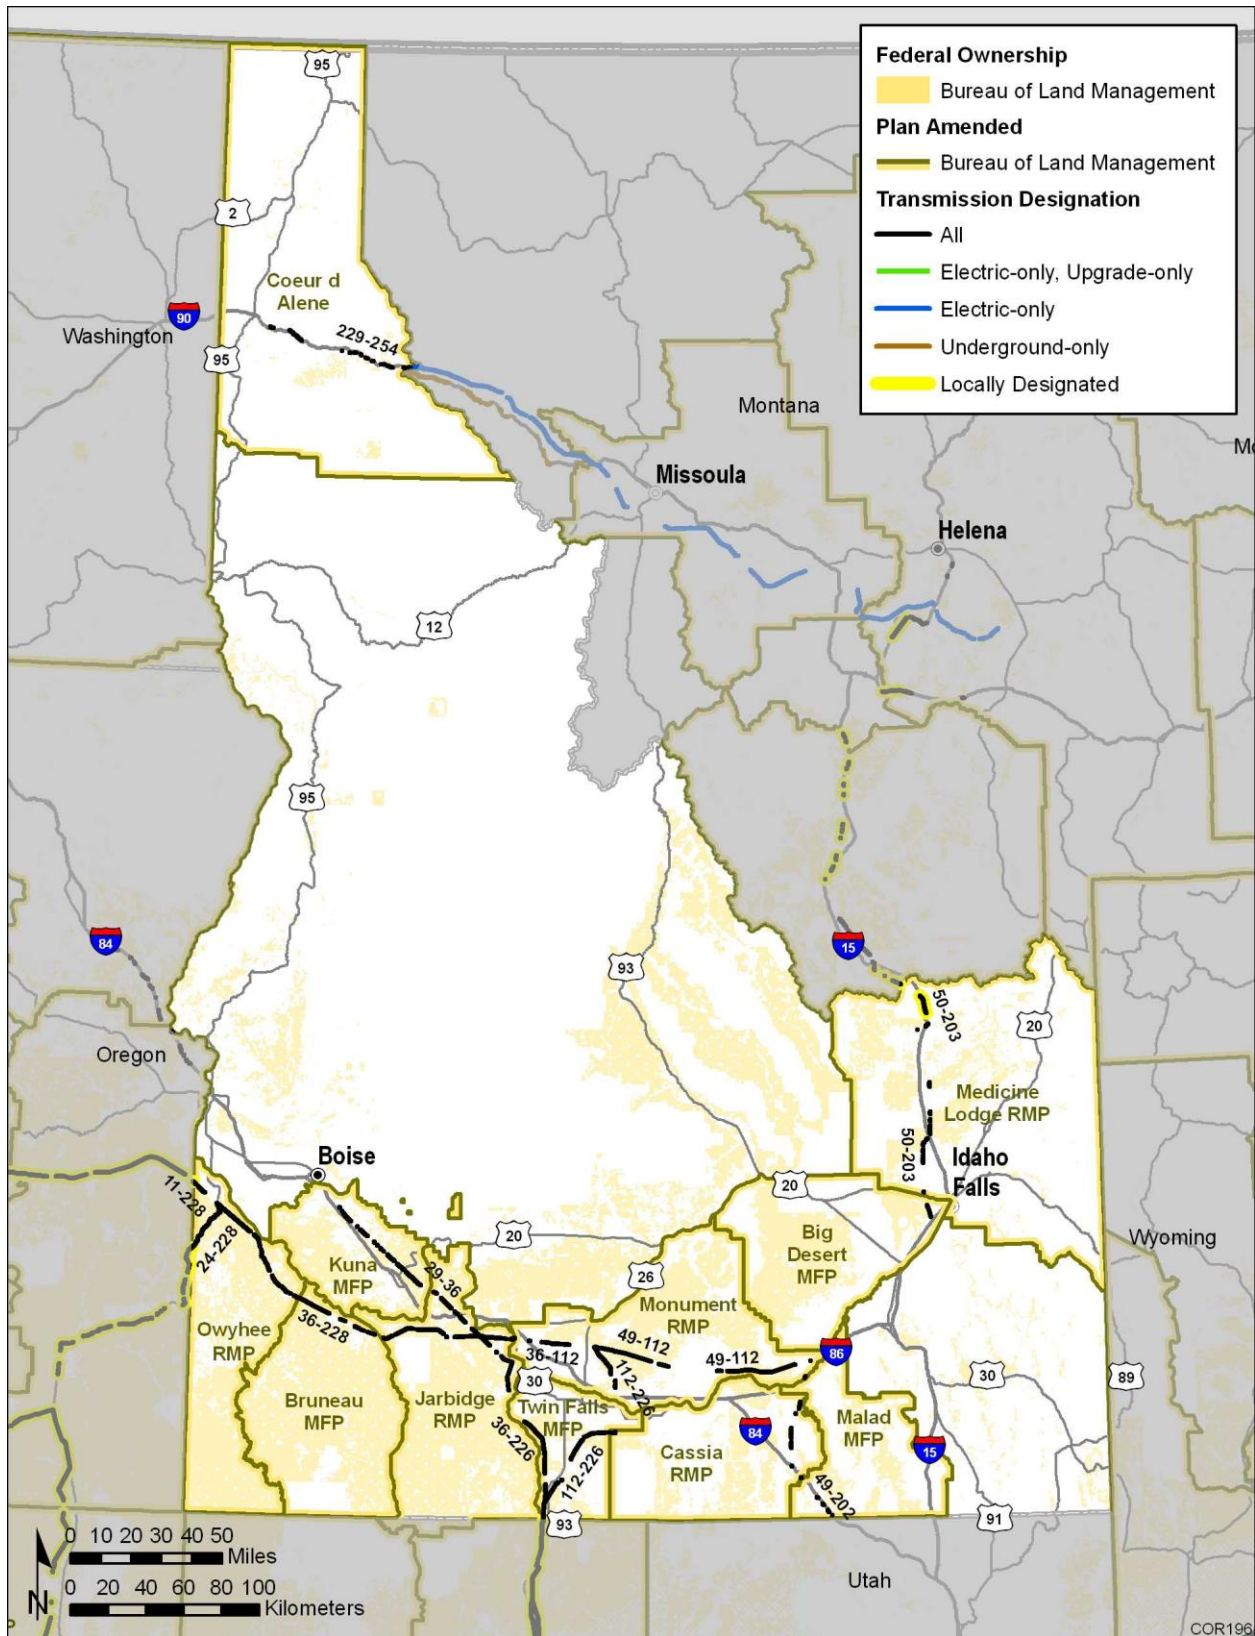 Federal Ownership
Bureau of Land Management
Plan Amended
Bureau of Land Management
Transmission Designation
All
Electric-only, Upgrade-only
Electric-only
Underground-only
Locally Designated
95
2
Coeur d
Alene
90
Washington
229-254
95
Montana
Missoula
Helena
12
95
84
15
93
50-203
20
Oregon
Medicine
Lodge RMP
50-203
Boise
Idaho
Falls
20
11-228
24-228
20
Big
Desert
MFP
Wyoming
Kuna
MFP
29-36
26
Monument
RMP
Owyhee
RMP
36-228
36-112
49-112
49-112
86
112-226
30
89
30
Bruneau
MFP
Jarbidge
RMP
Twin Falls
MFP
36-226
84
Malad
MFP
15
Cassia
RMP
112-226
49-202
93
91
0 10 20 30 40 50
Miles
0 20 40 60 80 100
Kilometers
N
Utah
COR196